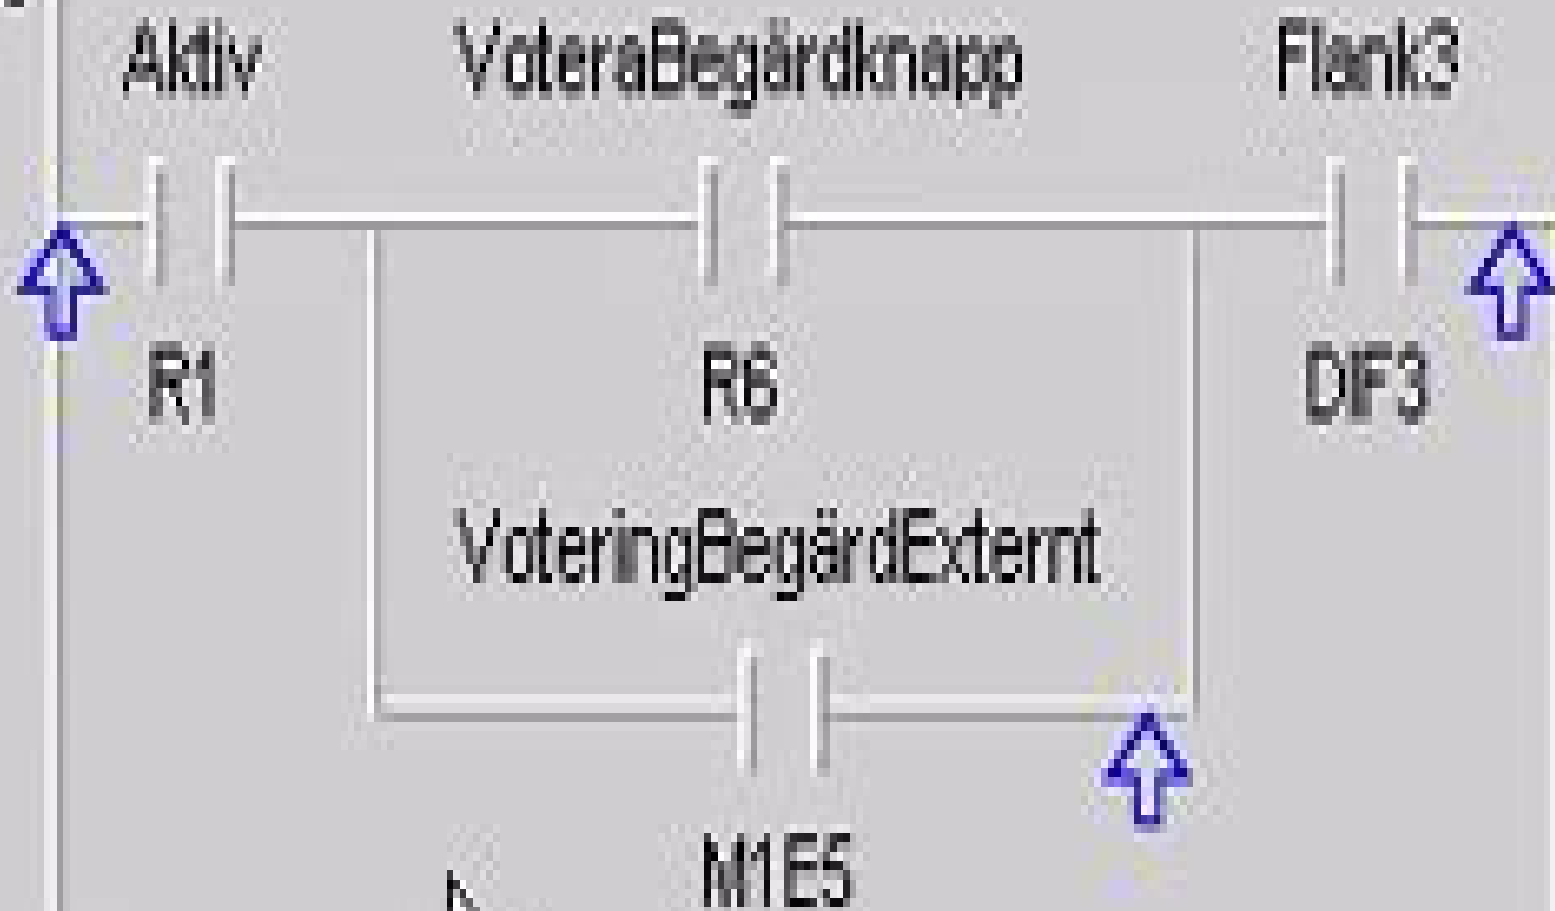 Aktiv VoteraBegärdknapp Flank3
R1 R6 DIF3
VoteringBegärdExternt
M1E5